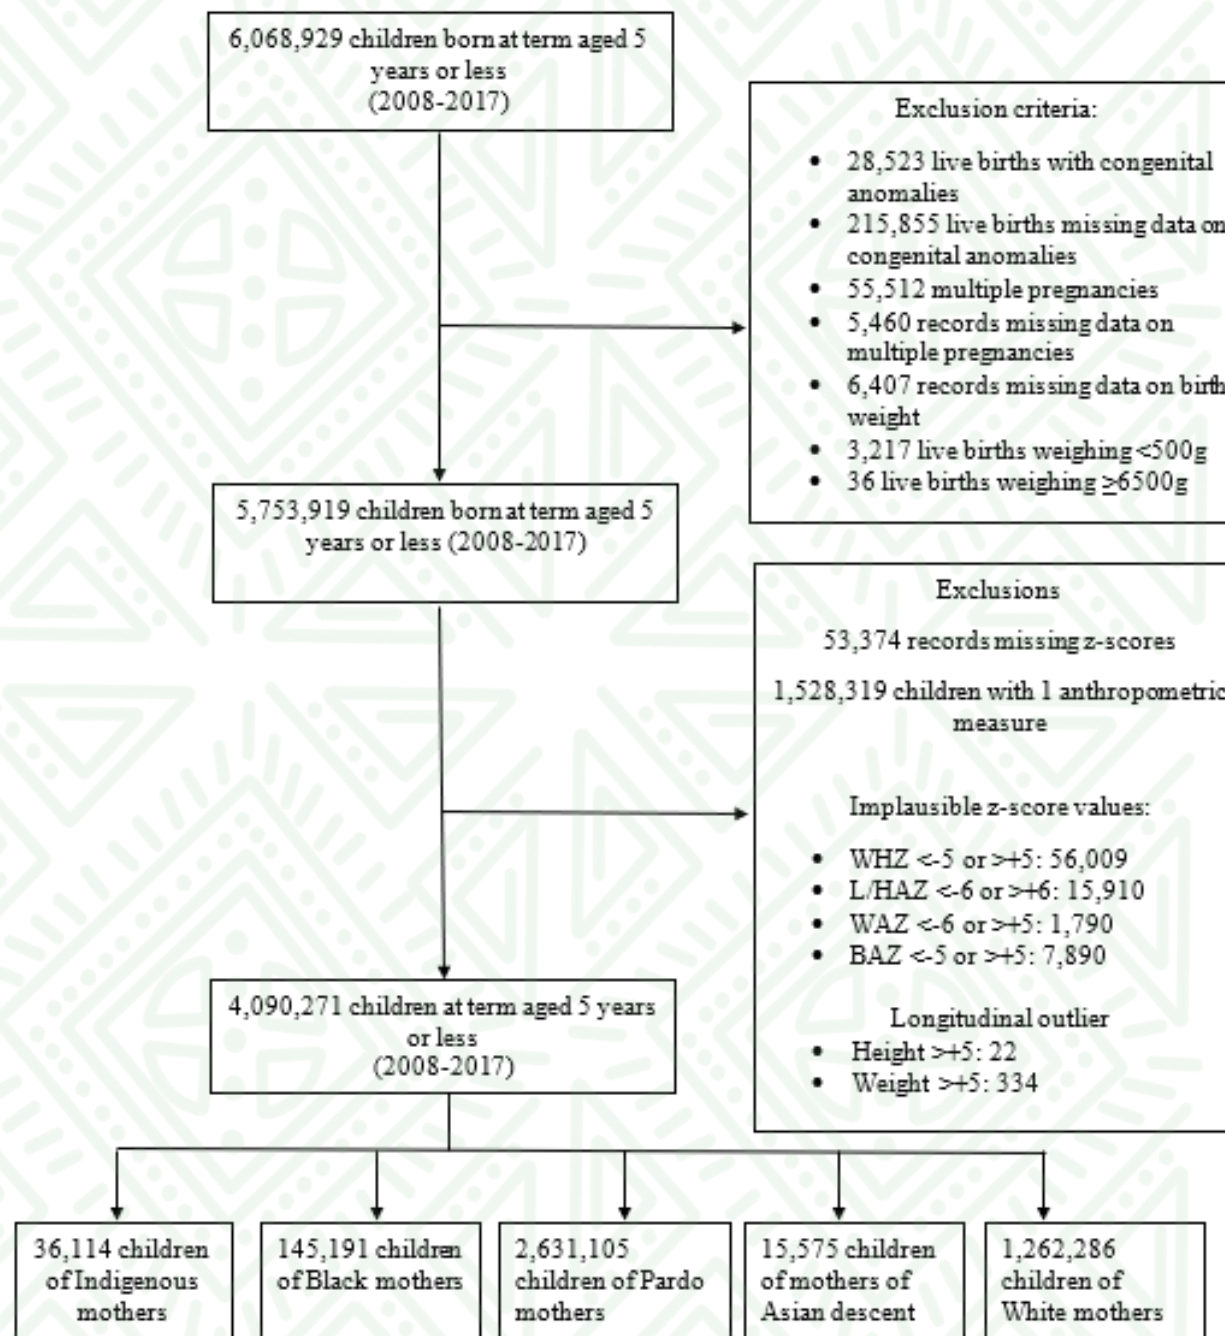 6,068,929 children born at term aged 5
years or less
(2008-2017)
Exclusion criteria:
• 28,523 live births with congenital
anomalies
• 215,855 live births missing data on
congenital anomalies
• 55,512 multiple pregnancies
• 5,460 records missing data on
multiple pregnancies
• 6,407 records missing data on birth
weight
• 3,217 live births weighing <500g
• 36 live births weighing ≥6500g
5,753,919 children born at term aged 5
years or less (2008-2017)
Exclusions
53,374 records missing z-scores
1,528,319 children with 1 anthropometric
measure
Implausible z-score values:
• WHZ <-5 or >+5: 56,009
• L/HAZ <-6 or >+6: 15,910
• WAZ <-6 or >+5: 1,790
• BAZ <-5 or >+5: 7,890
Longitudinal outlier
• Height >+5: 22
• Weight >+5: 334
4,090,271 children at term aged 5 years
or less
(2008-2017)
36,114 children
of Indigenous
mothers
145,191 children
of Black mothers
2,631,105
children of Pardo
mothers
15,575 children
of mothers of
Asian descent
1,262,286
children of
White mothers